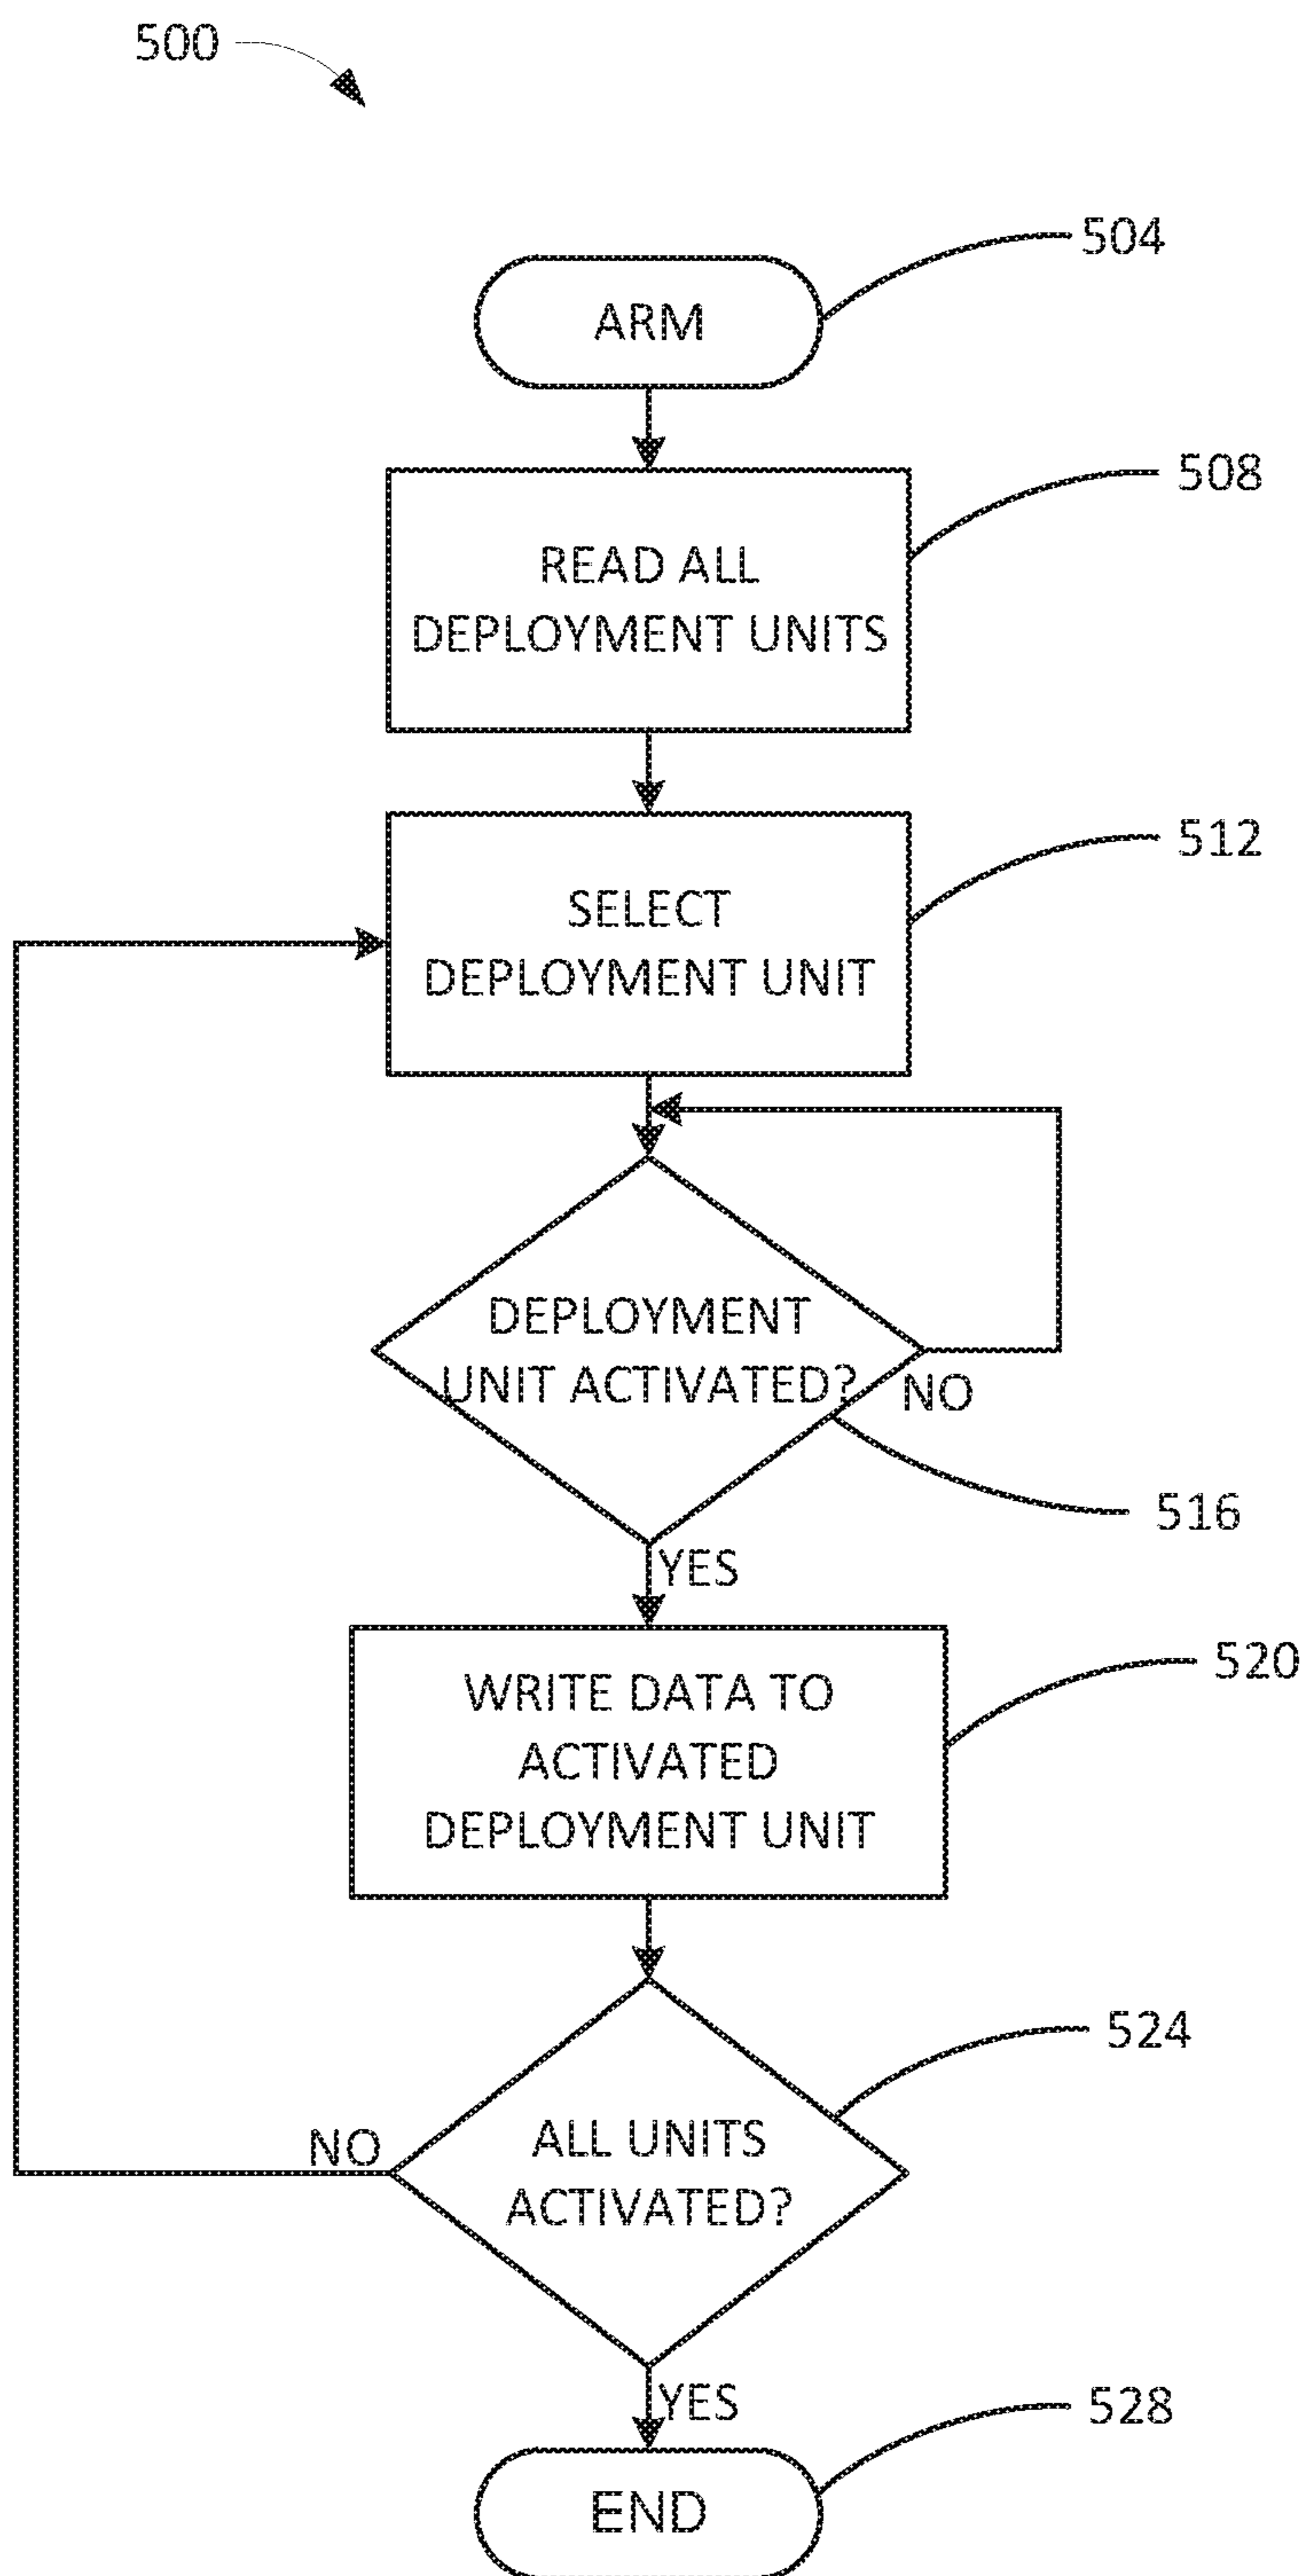 500
504
ARM
508
READ ALL
DEPLOYMENT UNITS
512
SELECT
DEPLOYMENT UNIT
DEPLOYMENT
UNIT ACTIVATED?
NO
516
YES
520
WRITE DATA TO
ACTIVATED
DEPLOYMENT UNIT
524
NO
ALL UNITS
ACTIVATED?
YES
528
END